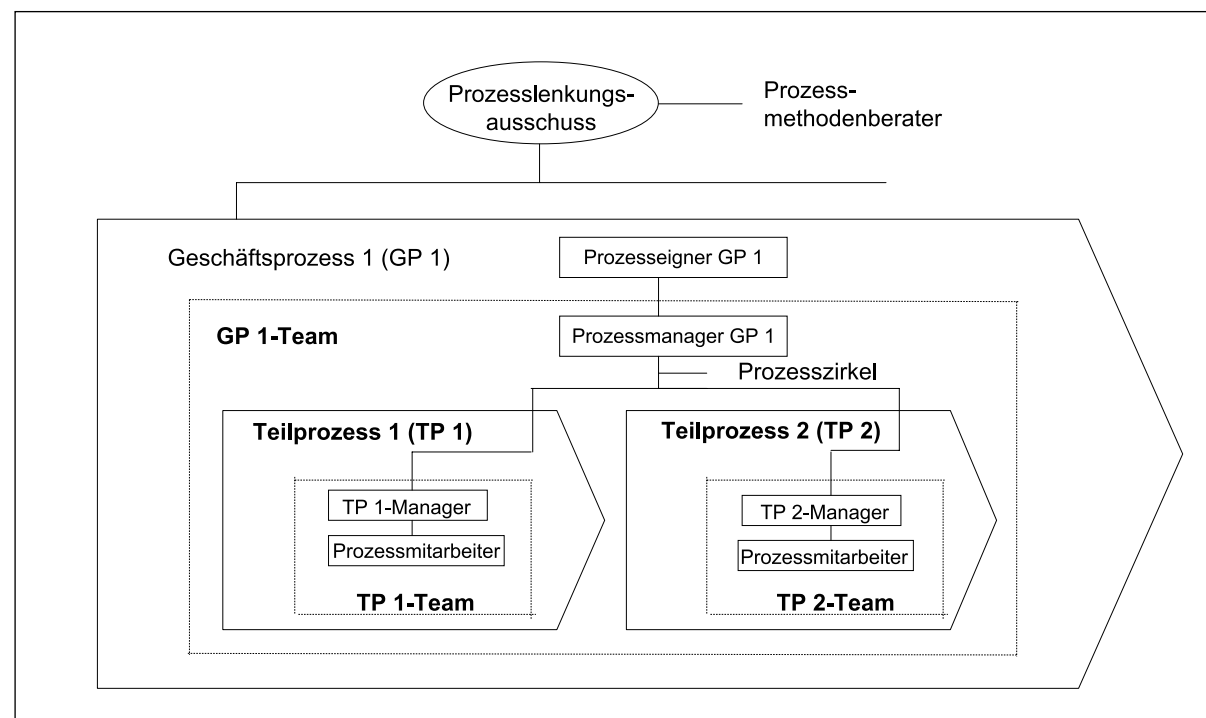 Prozesslenkungs-
ausschuss
Prozess-
methodenberater
Geschäftsprozess 1 (GP 1)
Prozesseigner GP 1
GP 1-Team
Prozessmanager GP 1
Prozesszirkel
Teilprozess 1 (TP 1)
TP 1-Manager
Prozessmitarbeiter
TP 1-Team
Teilprozess 2 (TP 2)
TP 2-Manager
Prozessmitarbeiter
TP 2-Team